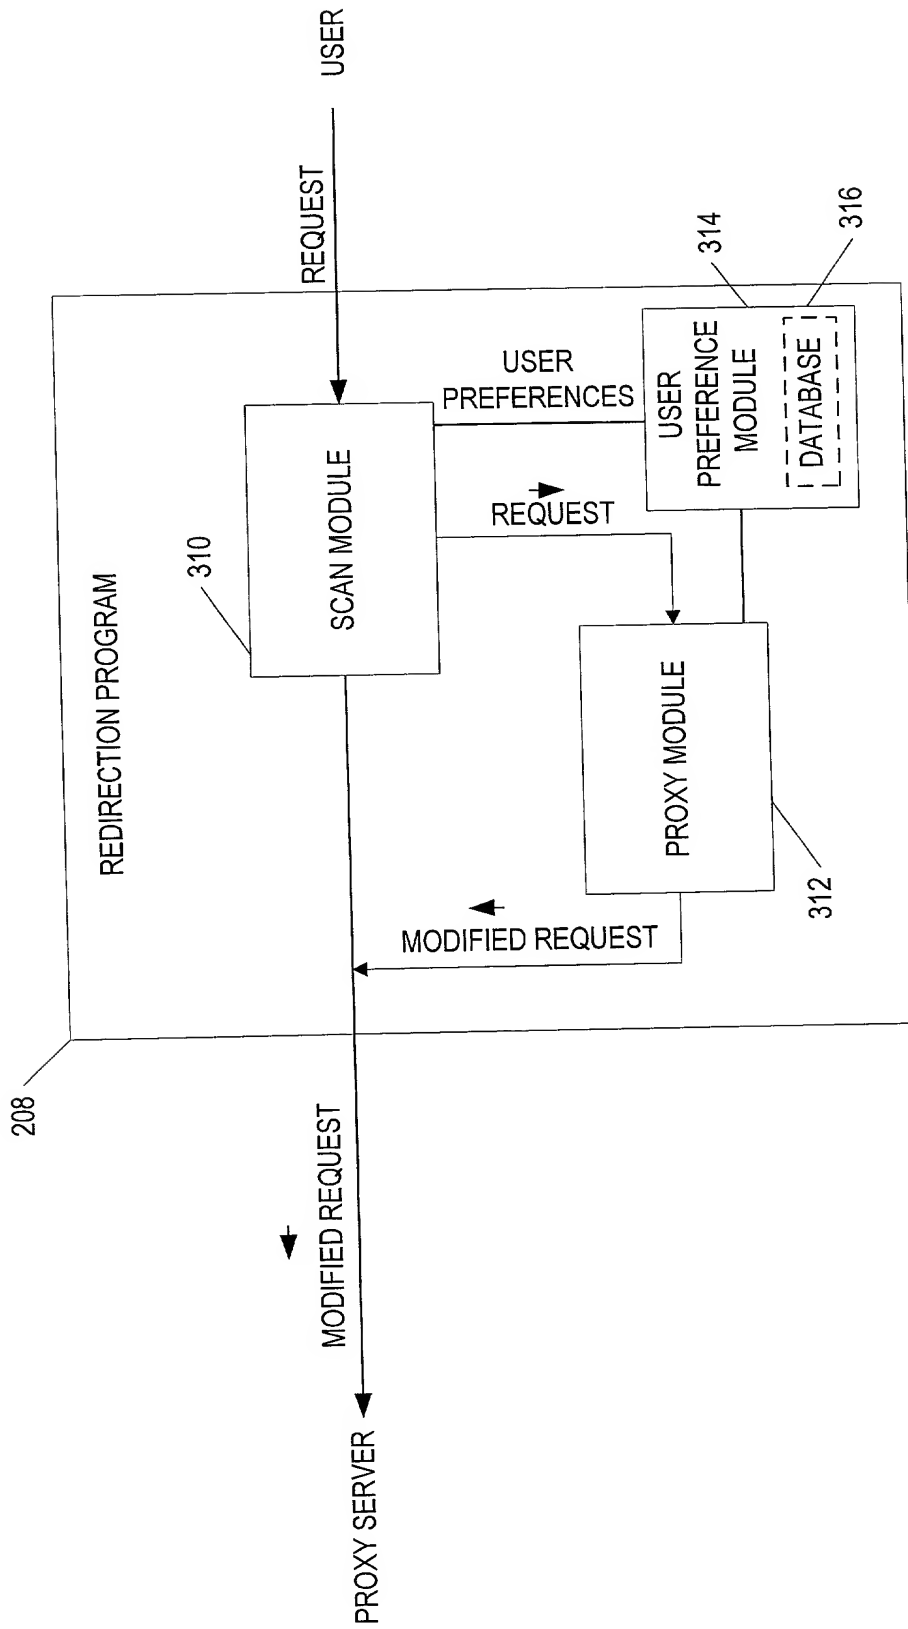 208
REDIRECTION PROGRAM
PROXY SERVER
MODIFIED REQUEST
310
SCAN MODULE
REQUEST
USER
MODIFIED REQUEST
REQUEST
USER
PREFERENCES
312
PROXY MODULE
USER
PREFERENCE
MODULE
DATABASE
314
316